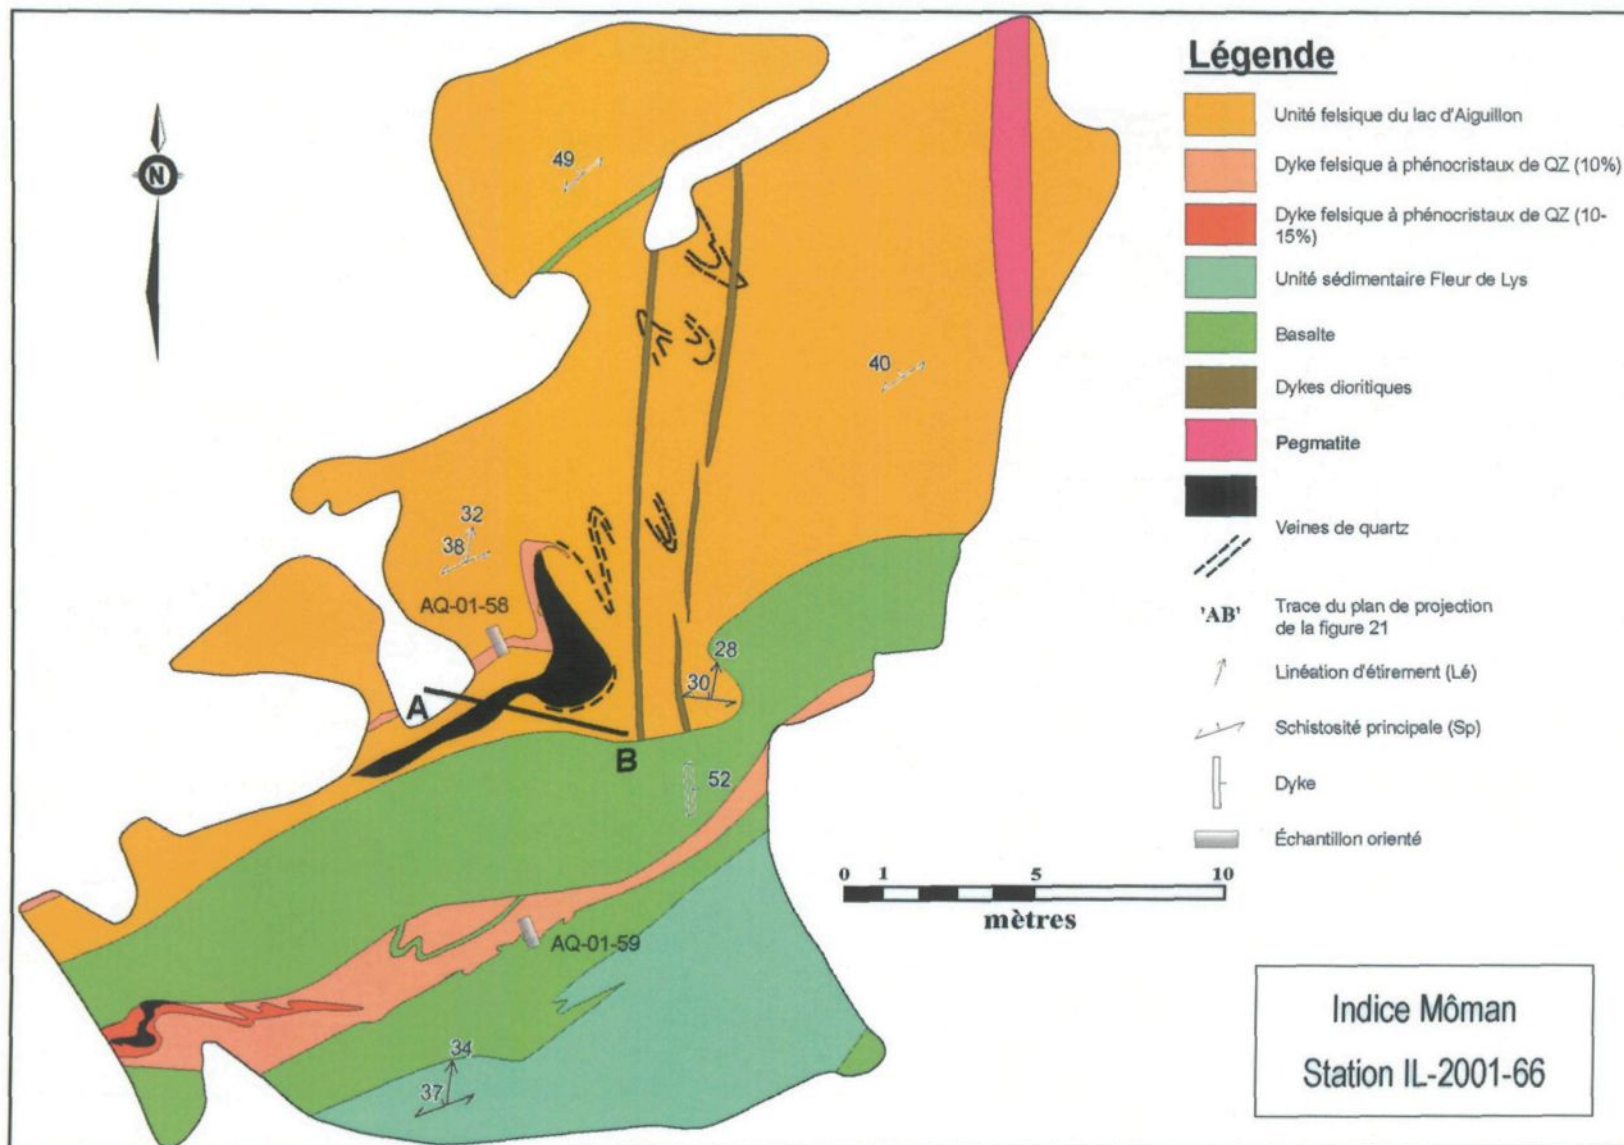 Légende
Unité felsique du lac d'Aiguillon
Dyke felsique à phénocristaux de QZ (10%)
Dyke felsique à phénocristaux de QZ (10-
15%)
Unité sédimentaire Fleur de Lys
Basalte
Dykes dioritiques
Pegmatite
Veines de quartz
'AB'
Trace du plan de projection
de la figure 21
Linéation d'étirement (Lé)
Schistosité principale (Sp)
Dyke
Échantillon orienté
N
49
40
32
38
AQ-01-58
28
30
A
B
52
AQ-01-59
34
37
0 1 5 10
mètres
Indice Môman
Station IL-2001-66